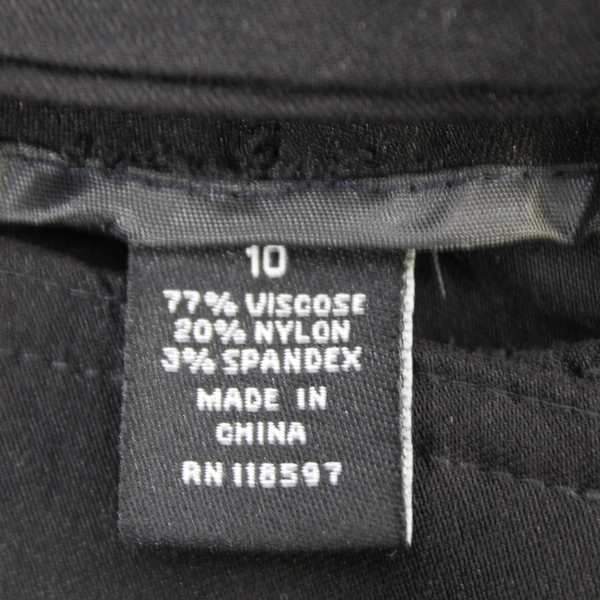 10
77% VISCOSE
20% NYLON
3% SPANDEX
MADE IN
CHINA
RN 118597